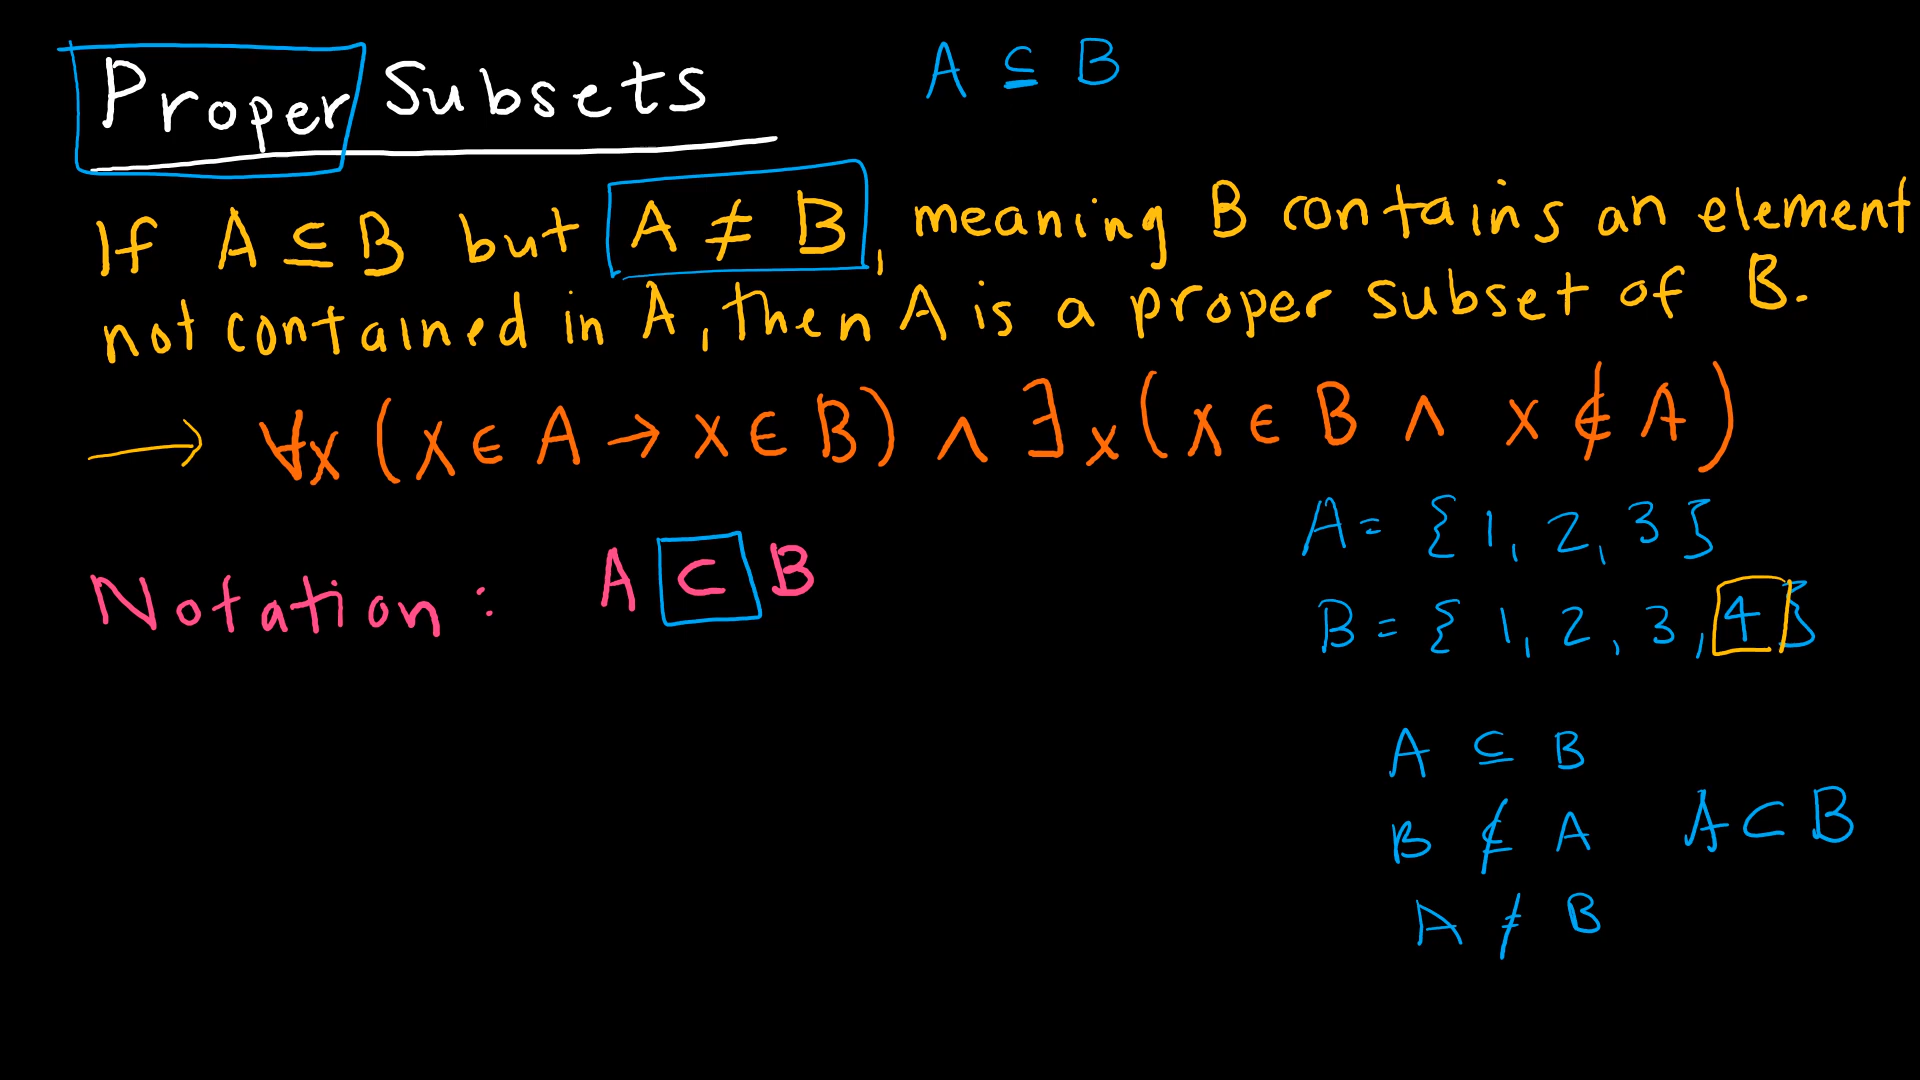 Proper Subsets
A ⊆ B
If A ⊆ B but A ≠ B, meaning B contains an element
not contained in A, then A is a proper subset of B.
→ ∀x (x ∈ A → x ∈ B) ∧ ∃x (x ∈ B ∧ x ∉ A)
Notation: A ⊂ B
A = {1, 2, 3}
B = {1, 2, 3, 4}
A ⊆ B
B ⊈ A
A ⊂ B
A ≠ B